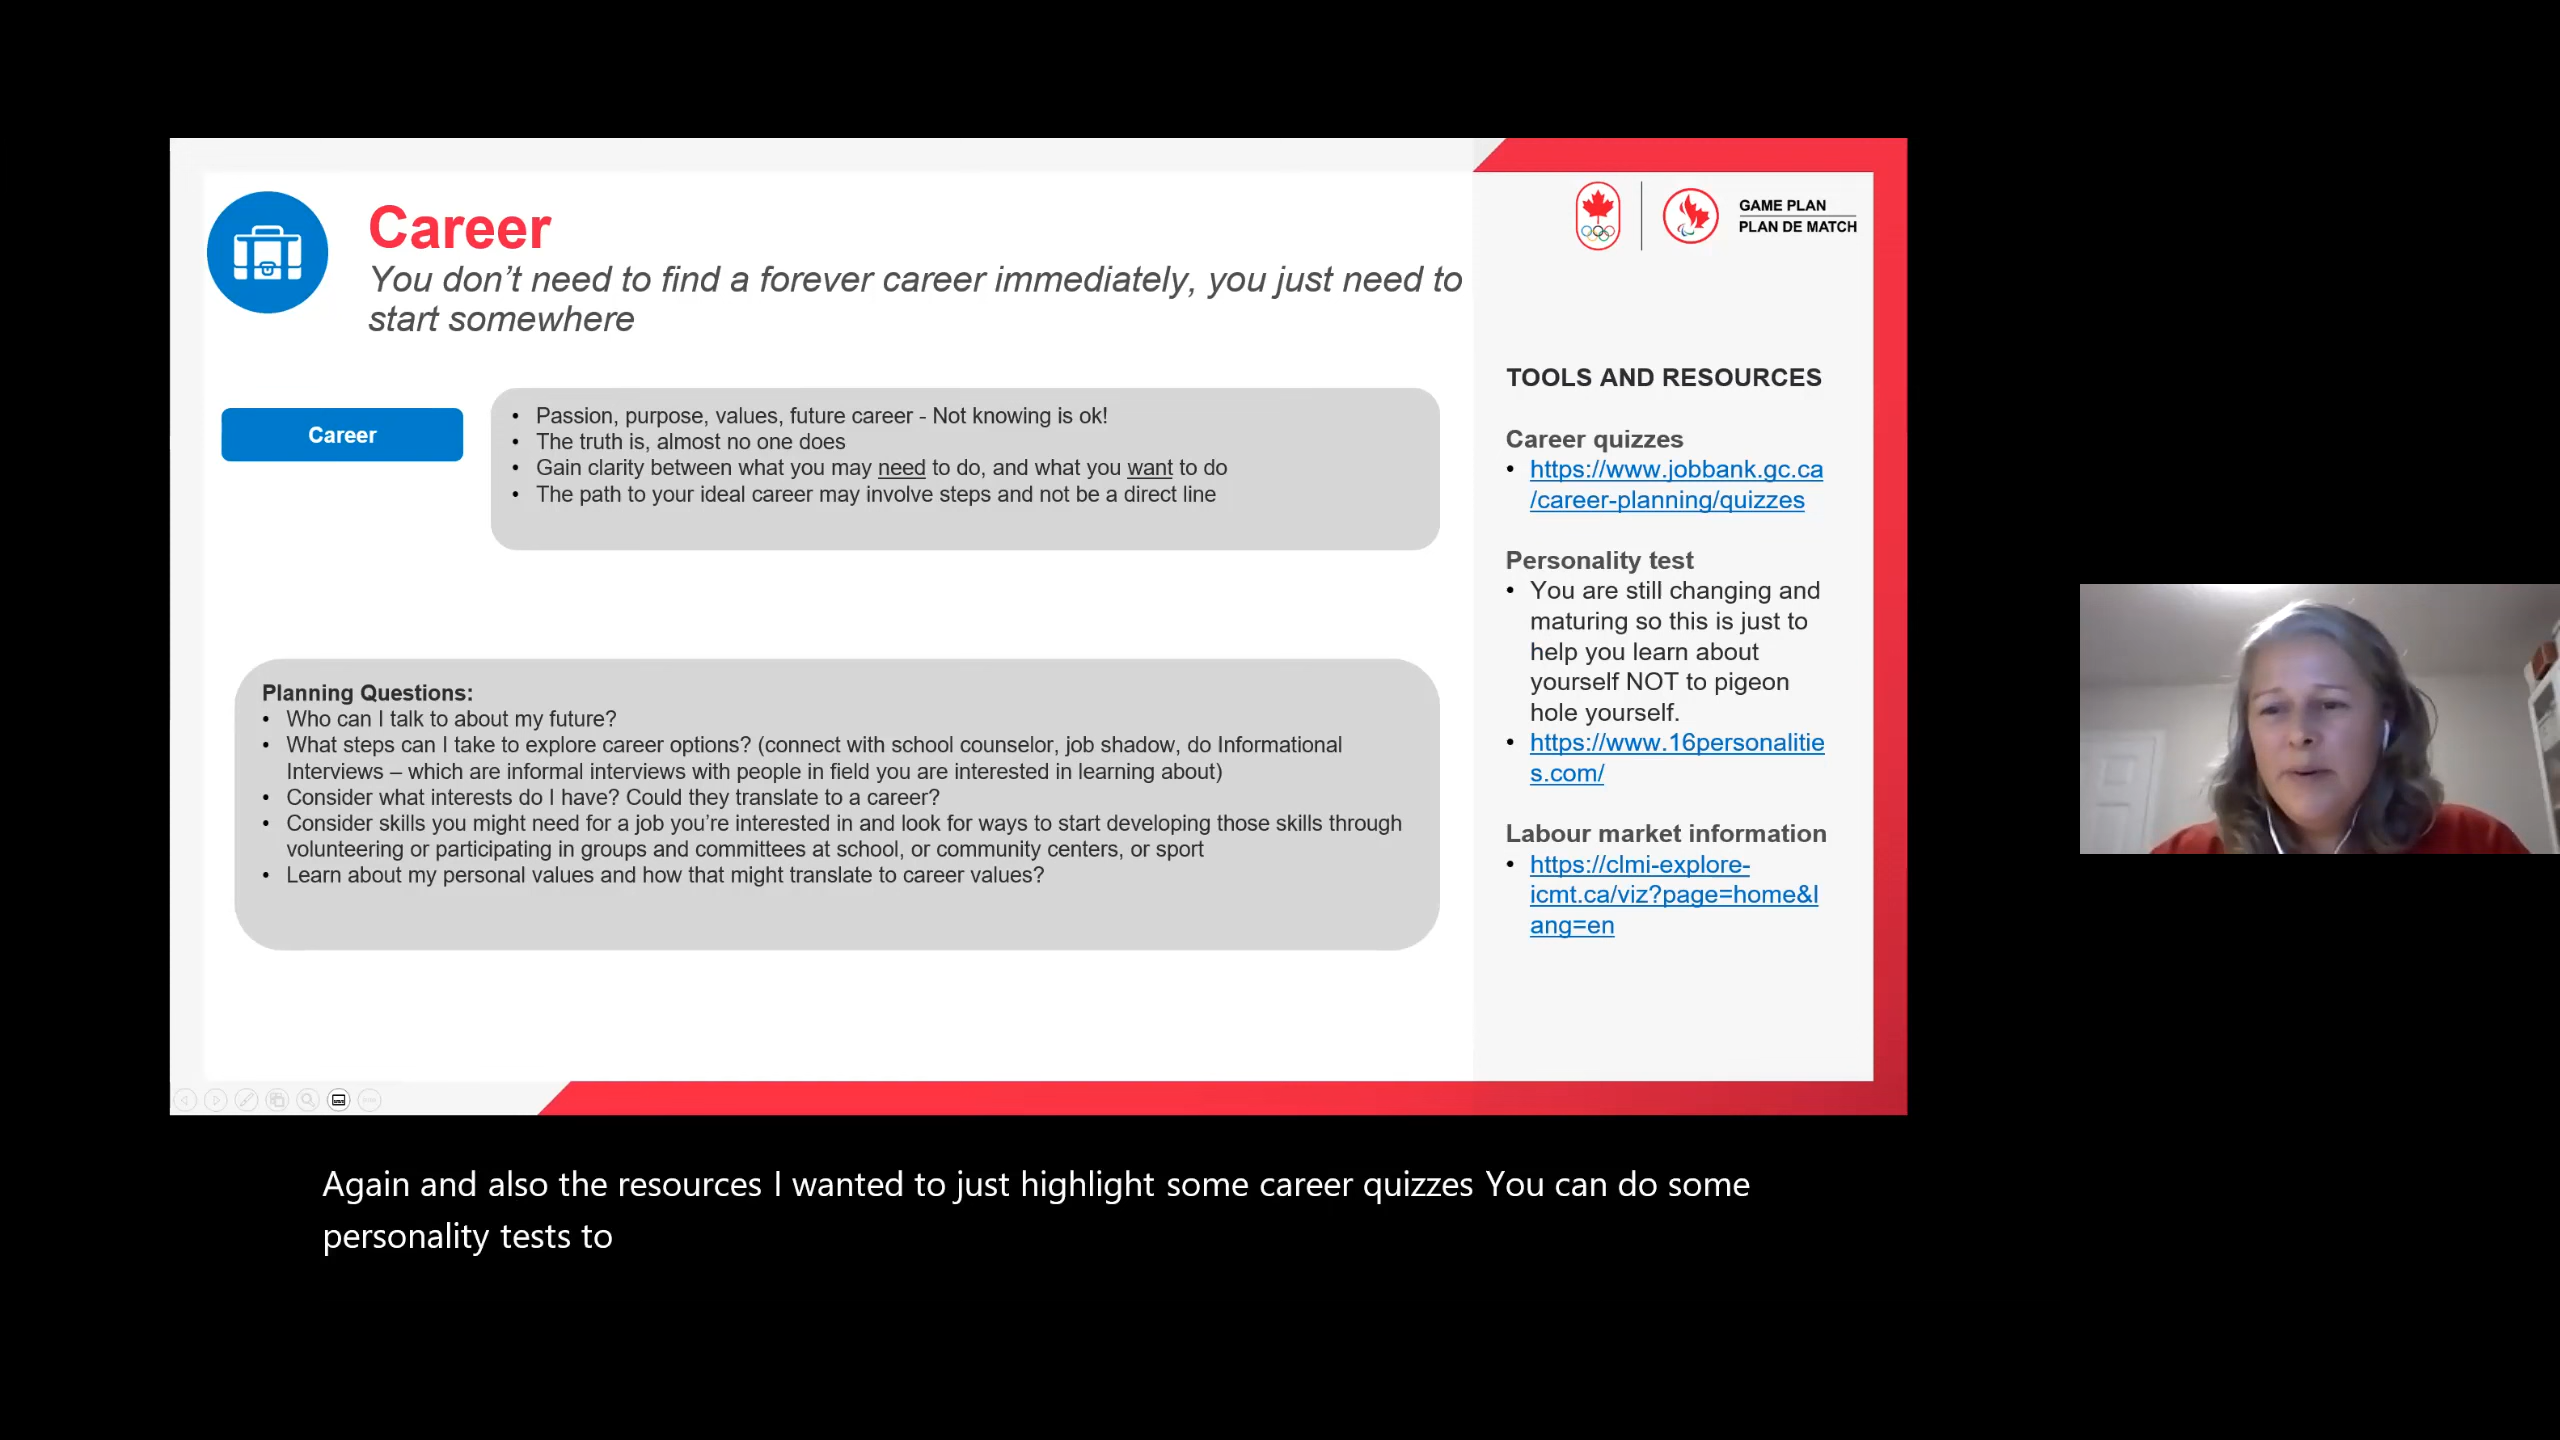 Career
You don’t need to find a forever career immediately, you just need to
start somewhere
GAME PLAN
PLAN DE MATCH
Career
• Passion, purpose, values, future career - Not knowing is ok!
• The truth is, almost no one does
• Gain clarity between what you may need to do, and what you want to do
• The path to your ideal career may involve steps and not be a direct line
Planning Questions:
• Who can I talk to about my future?
• What steps can I take to explore career options? (connect with school counselor, job shadow, do Informational
Interviews – which are informal interviews with people in field you are interested in learning about)
• Consider what interests do I have? Could they translate to a career?
• Consider skills you might need for a job you’re interested in and look for ways to start developing those skills through
volunteering or participating in groups and committees at school, or community centers, or sport
• Learn about my personal values and how that might translate to career values?
TOOLS AND RESOURCES
Career quizzes
• https://www.jobbank.gc.ca
/career-planning/quizzes
Personality test
• You are still changing and
maturing so this is just to
help you learn about
yourself NOT to pigeon
hole yourself.
• https://www.16personalitie
s.com/
Labour market information
• https://clmi-explore-
icmt.ca/viz?page=home&l
ang=en
Again and also the resources I wanted to just highlight some career quizzes You can do some
personality tests to